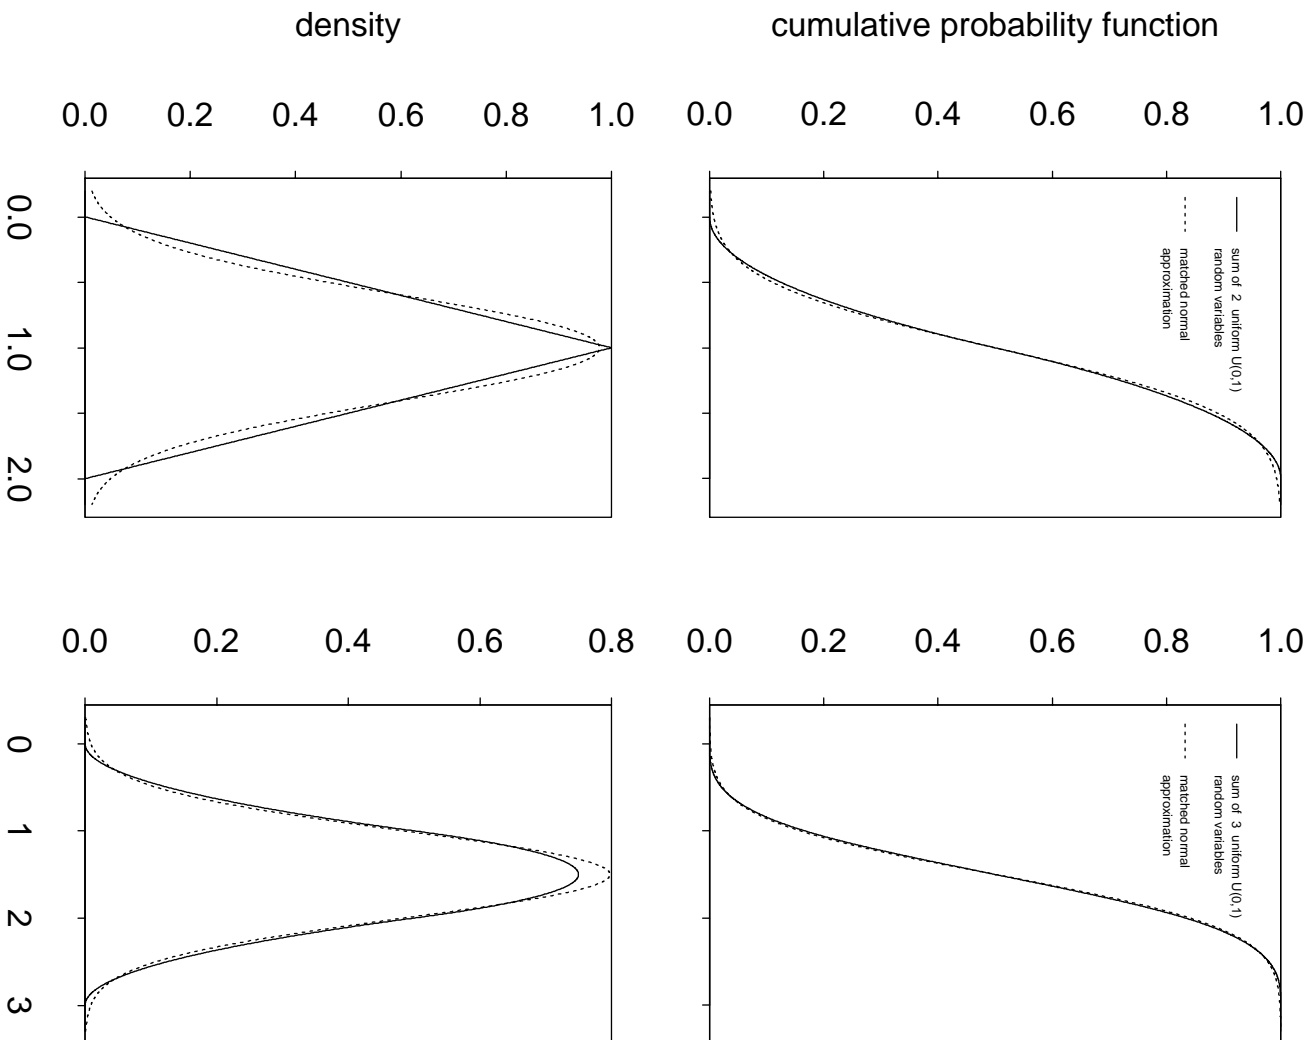 density
cumulative probability function
0.0 0.2 0.4 0.6 0.8 1.0
0.0 0.2 0.4 0.6 0.8 1.0
0.0 1.0 2.0
sum of 2 uniform U(0,1)
random variables
matched normal
approximation
0.0 0.2 0.4 0.6 0.8
0.0 0.2 0.4 0.6 0.8 1.0
0 1 2 3
sum of 3 uniform U(0,1)
random variables
matched normal
approximation